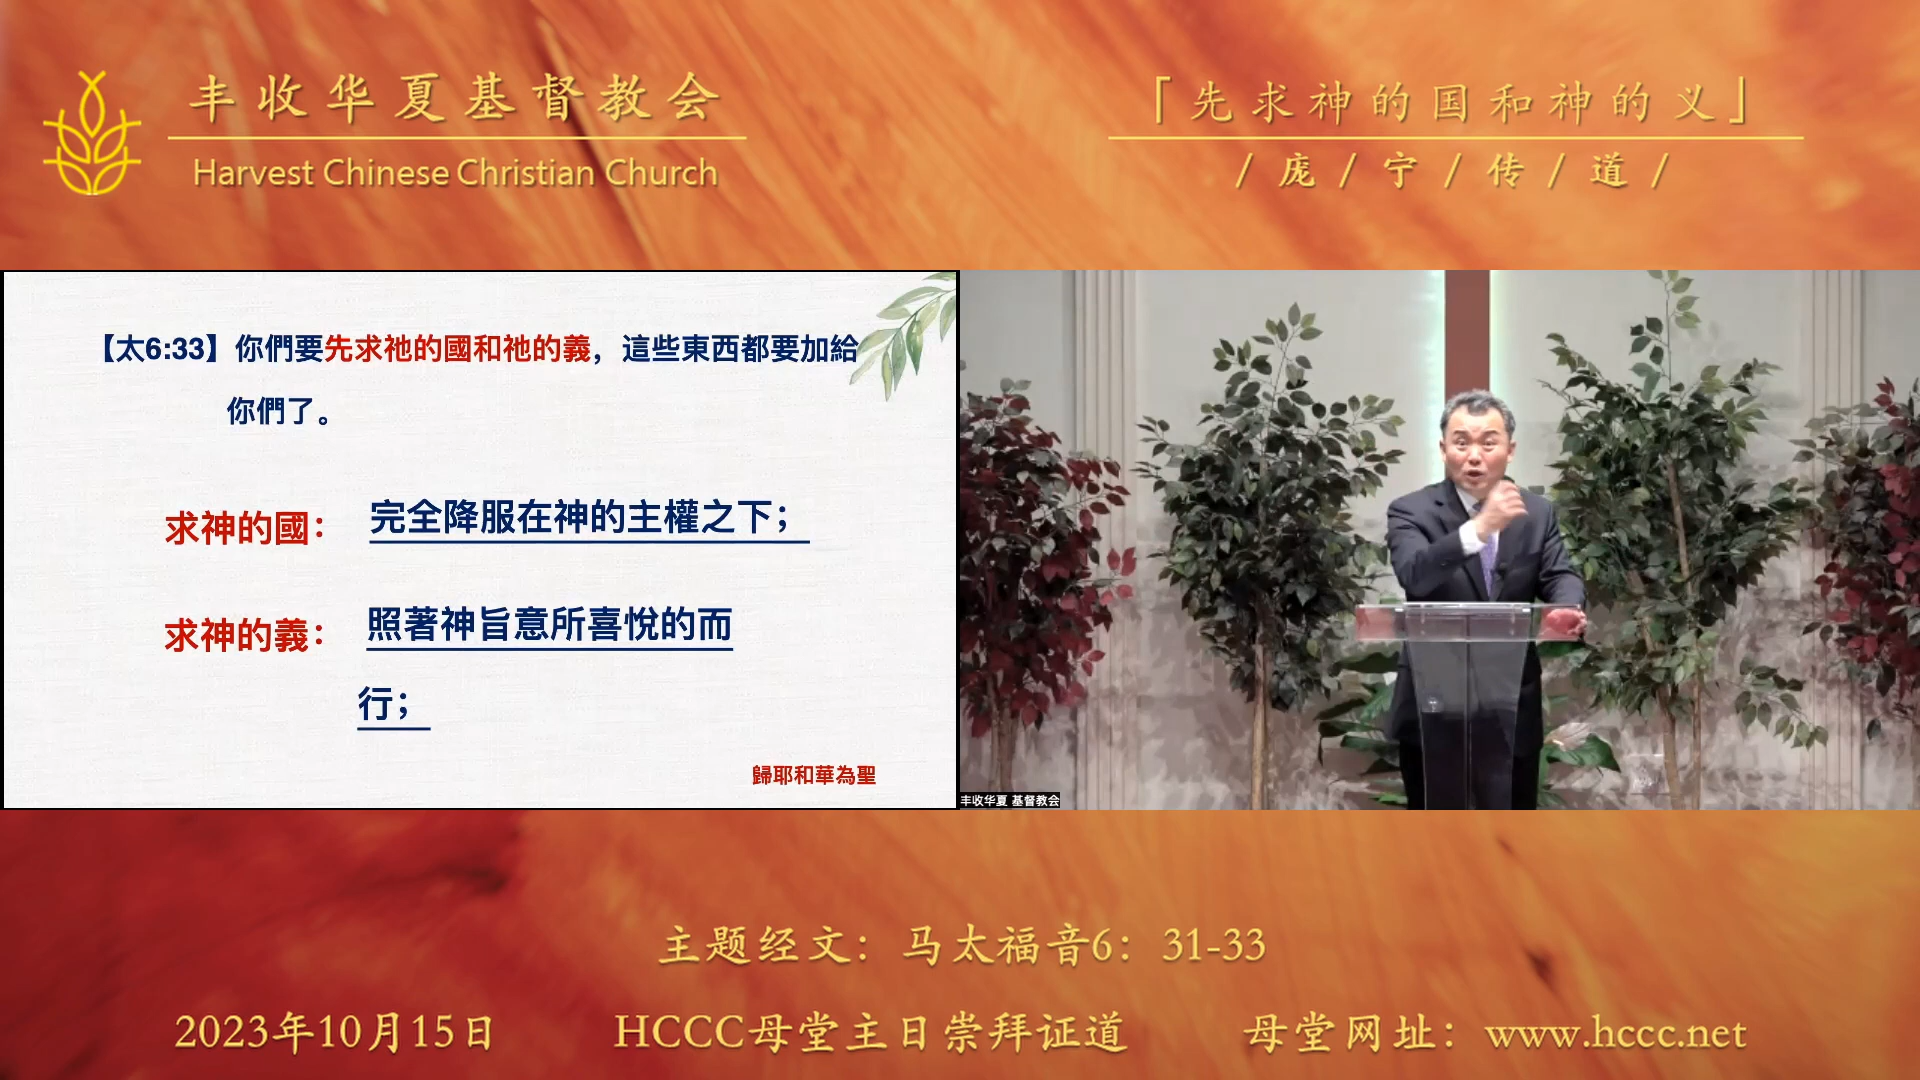 丰收华夏基督教会
Harvest Chinese Christian Church
「先求神的国和神的义」
/ 庞 / 宁 / 传 / 道 /
【太6:33】你們要先求祂的國和祂的義，這些東西都要加給
你們了。
求神的國： 完全降服在神的主權之下；
求神的義： 照著神旨意所喜悅的而
行；
歸耶和華為聖
丰收华夏 基督教会
主题经文：马太福音6：31-33
2023年10月15日 HCCC母堂主日崇拜证道 母堂网址：www.hccc.net